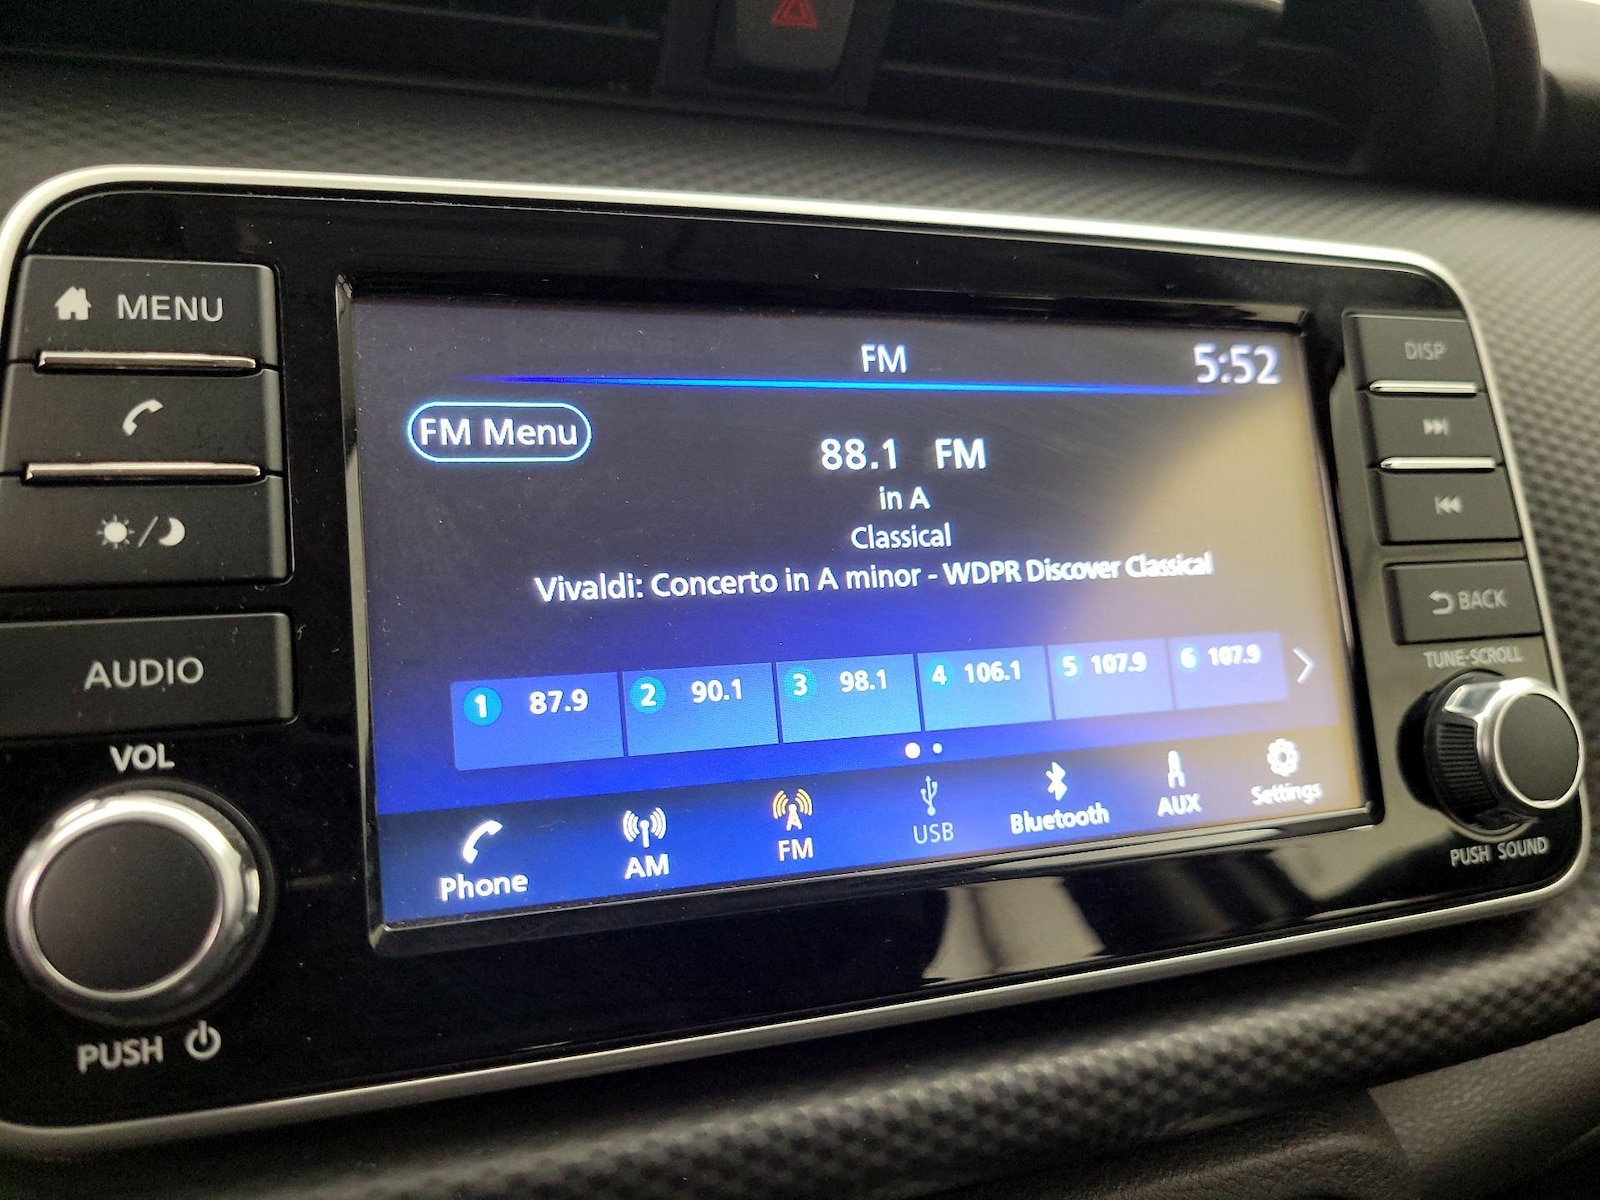 MENU
AUDIO
VOL
PUSH
FM
5:52
FM Menu
88.1 FM
in A
Classical
Vivaldi: Concerto in A minor - WDPR Discover Classical
1 87.9
2 90.1
3 98.1
4 106.1
5 107.9
6 107.9
Phone
AM
FM
USB
Bluetooth
AUX
Settings
DISP
BACK
TUNE·SCROLL
PUSH SOUND